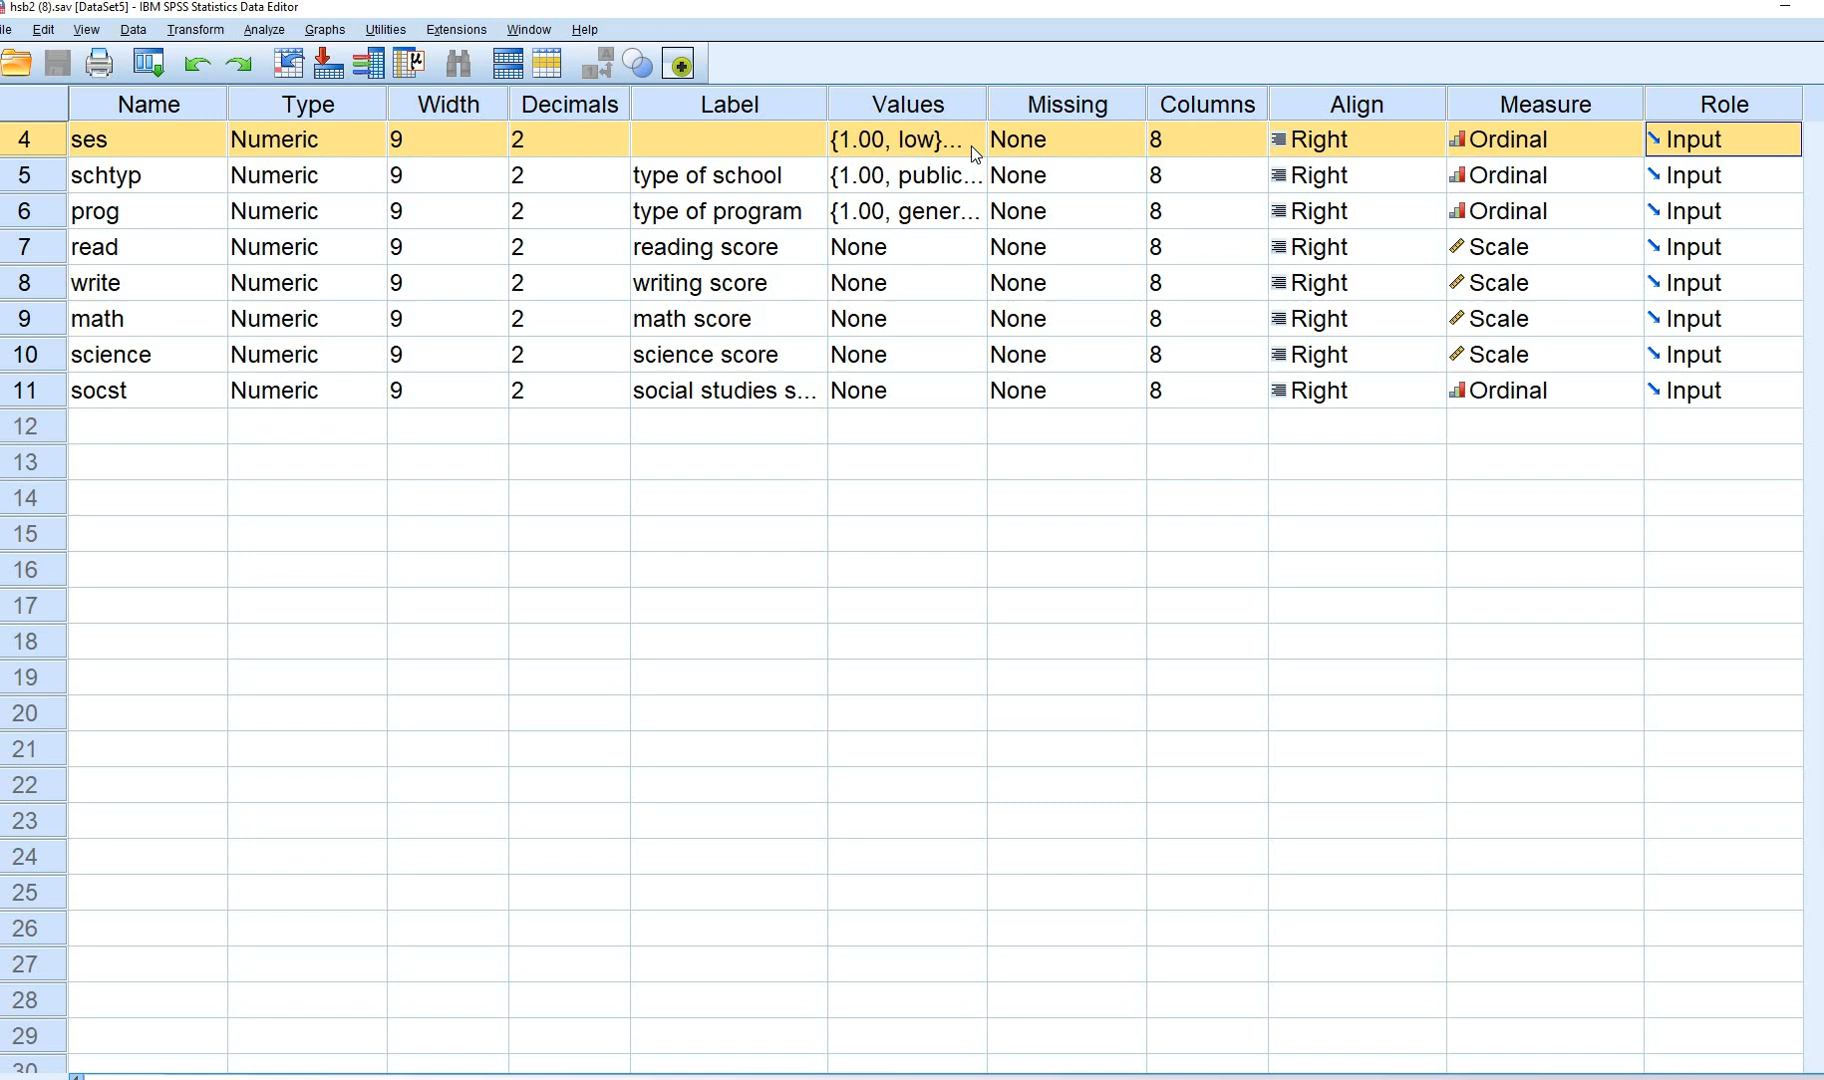 hsb2 (8).sav [DataSet5] - IBM SPSS Statistics Data Editor
ile Edit View Data Transform Analyze Graphs Utilities Extensions Window Help
Name Type Width Decimals Label Values Missing Columns Align Measure Role
4 ses Numeric 9 2 {1.00, low}... None 8 Right Ordinal Input
5 schtyp Numeric 9 2 type of school {1.00, public... None 8 Right Ordinal Input
6 prog Numeric 9 2 type of program {1.00, gener... None 8 Right Ordinal Input
7 read Numeric 9 2 reading score None None 8 Right Scale Input
8 write Numeric 9 2 writing score None None 8 Right Scale Input
9 math Numeric 9 2 math score None None 8 Right Scale Input
10 science Numeric 9 2 science score None None 8 Right Scale Input
11 socst Numeric 9 2 social studies s... None None 8 Right Ordinal Input
12
13
14
15
16
17
18
19
20
21
22
23
24
25
26
27
28
29
30